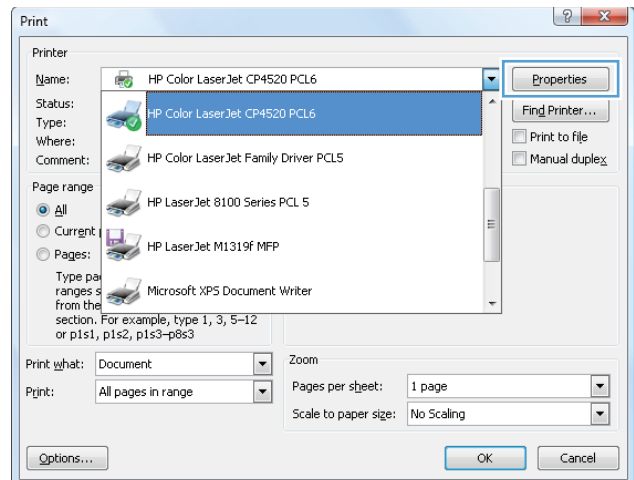 Print
Printer
Name: HP Color LaserJet CP4520 PCL6 Properties
Status:
HP Color LaserJet CP4520 PCL6 Find Printer...
Type:
Where: Print to file
Comment: HP Color LaserJet Family Driver PCL5 Manual duplex
Page range
HP LaserJet 8100 Series PCL 5
All
Current
HP LaserJet M1319f MFP
Pages:
Type
ranges
Microsoft XPS Document Writer
from the
section. For example, type 1, 3, 5–12
or p1s1, p1s2, p1s3–p8s3
Print what: Document
Zoom
Print: All pages in range
Pages per sheet: 1 page
Scale to paper size: No Scaling
Options... OK Cancel